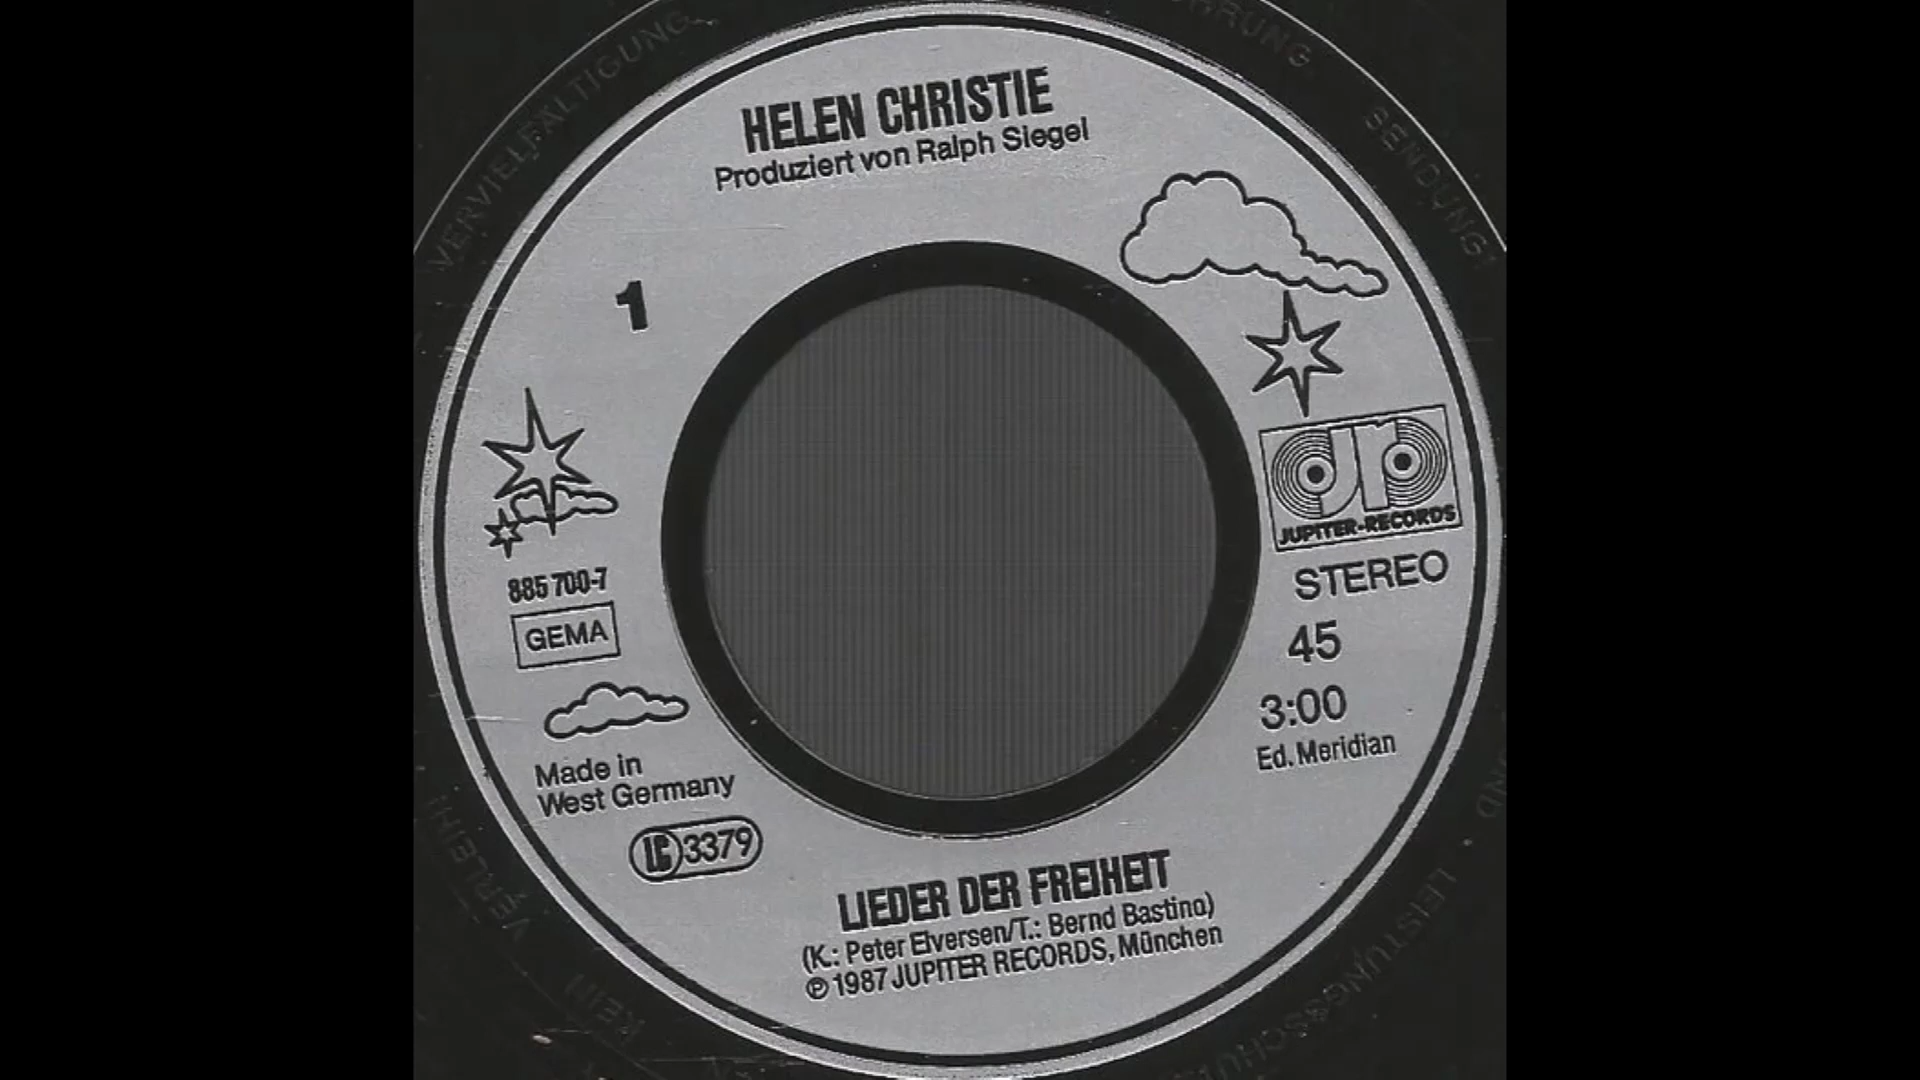 HELEN CHRISTIE
Produziert von Ralph Siegel
1
JUPITER-RECORDS
STEREO
45
3:00
Ed. Meridian
885 700-7
GEMA
Made in
West Germany
LC 3379
LIEDER DER FREIHEIT
(K.: Peter Elversen/T.: Bernd Bastino)
℗ 1987 JUPITER RECORDS, München
VERVIELFÄLTIGUNG
SENDUNG!
KEIN
VERLEIH